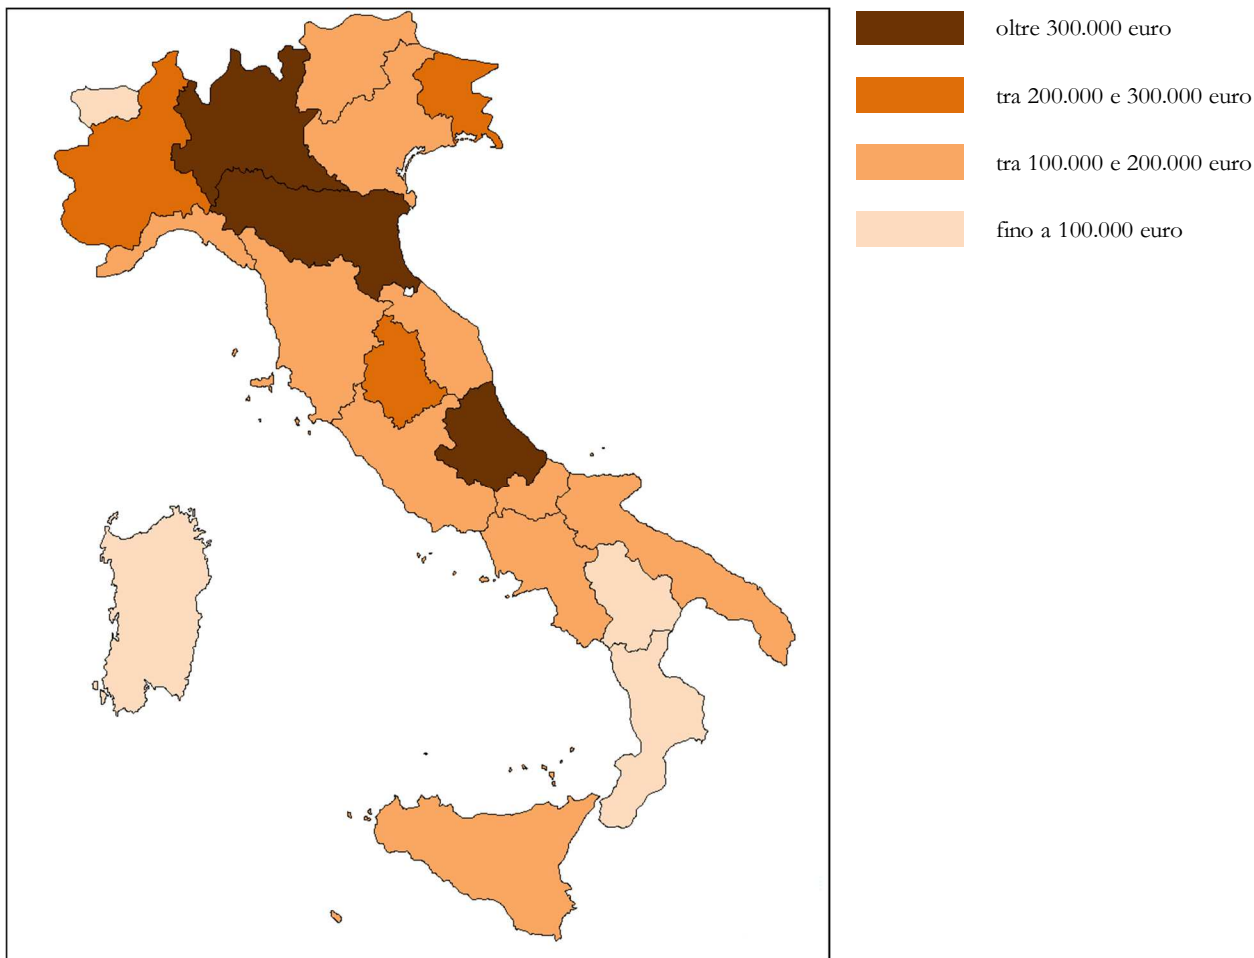 oltre 300.000 euro
tra 200.000 e 300.000 euro
tra 100.000 e 200.000 euro
fino a 100.000 euro